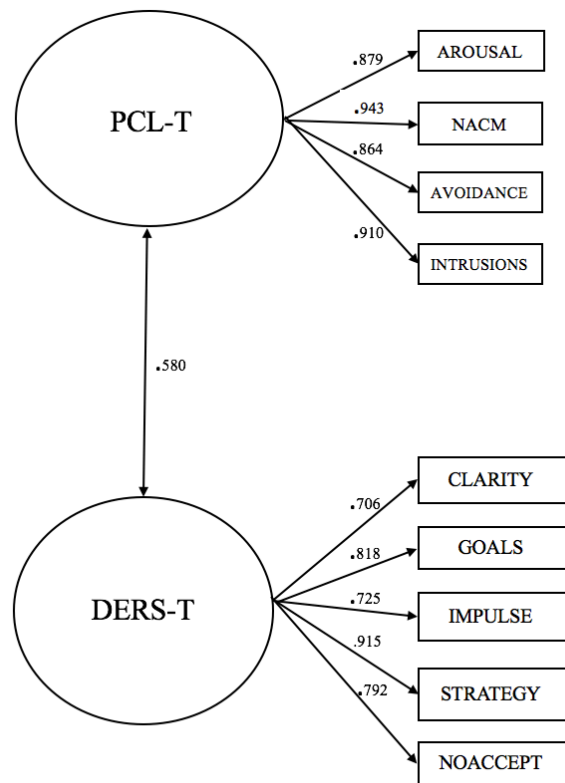 .879
AROUSAL
PCL-T
.943
NACM
.864
AVOIDANCE
.910
INTRUSIONS
.580
.706
CLARITY
.818
GOALS
DERS-T
.725
IMPULSE
.915
STRATEGY
.792
NOACCEPT